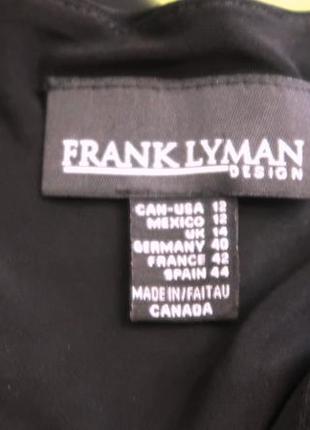 FRANK LYMAN
DESIGN
CAN-USA 12
MEXICO 12
UK 14
GERMANY 40
FRANCE 42
SPAIN 44
MADE IN/FAIT AU
CANADA